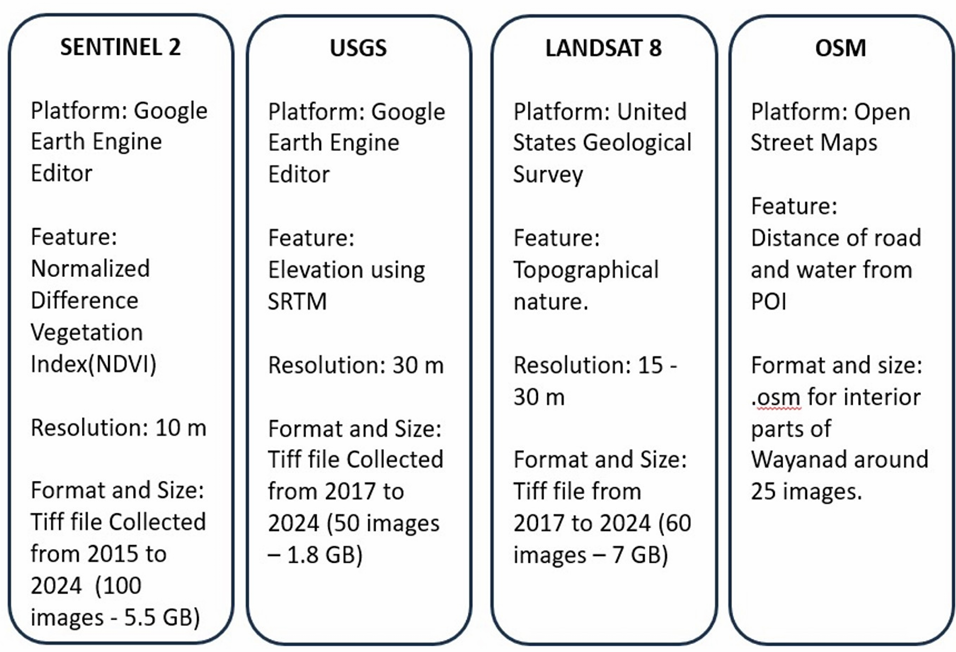 SENTINEL 2
Platform: Google
Earth Engine
Editor
Feature:
Normalized
Difference
Vegetation
Index(NDVI)
Resolution: 10 m
Format and Size:
Tiff file Collected
from 2015 to
2024 (100
images - 5.5 GB)
USGS
Platform: Google
Earth Engine
Editor
Feature:
Elevation using
SRTM
Resolution: 30 m
Format and Size:
Tiff file Collected
from 2017 to
2024 (50 images
– 1.8 GB)
LANDSAT 8
Platform: United
States Geological
Survey
Feature:
Topographical
nature.
Resolution: 15 -
30 m
Format and Size:
Tiff file from
2017 to 2024 (60
images – 7 GB)
OSM
Platform: Open
Street Maps
Feature:
Distance of road
and water from
POI
Format and size:
.osm for interior
parts of
Wayanad around
25 images.